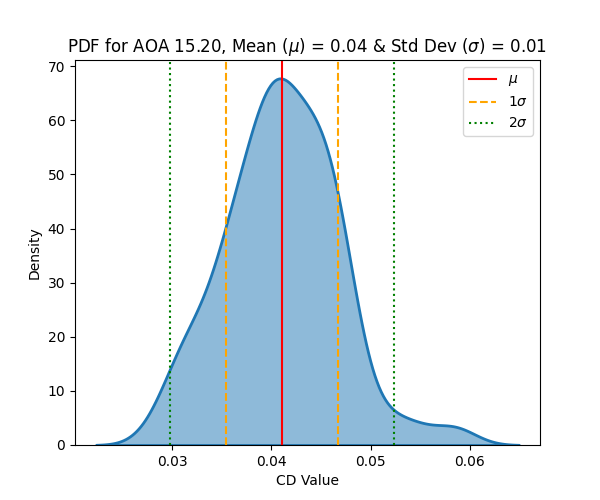 PDF for AOA 15.20, Mean (μ) = 0.04 & Std Dev (σ) = 0.01
μ
1σ
2σ
70
60
50
40
30
20
10
0
Density
0.03 0.04 0.05 0.06
CD Value